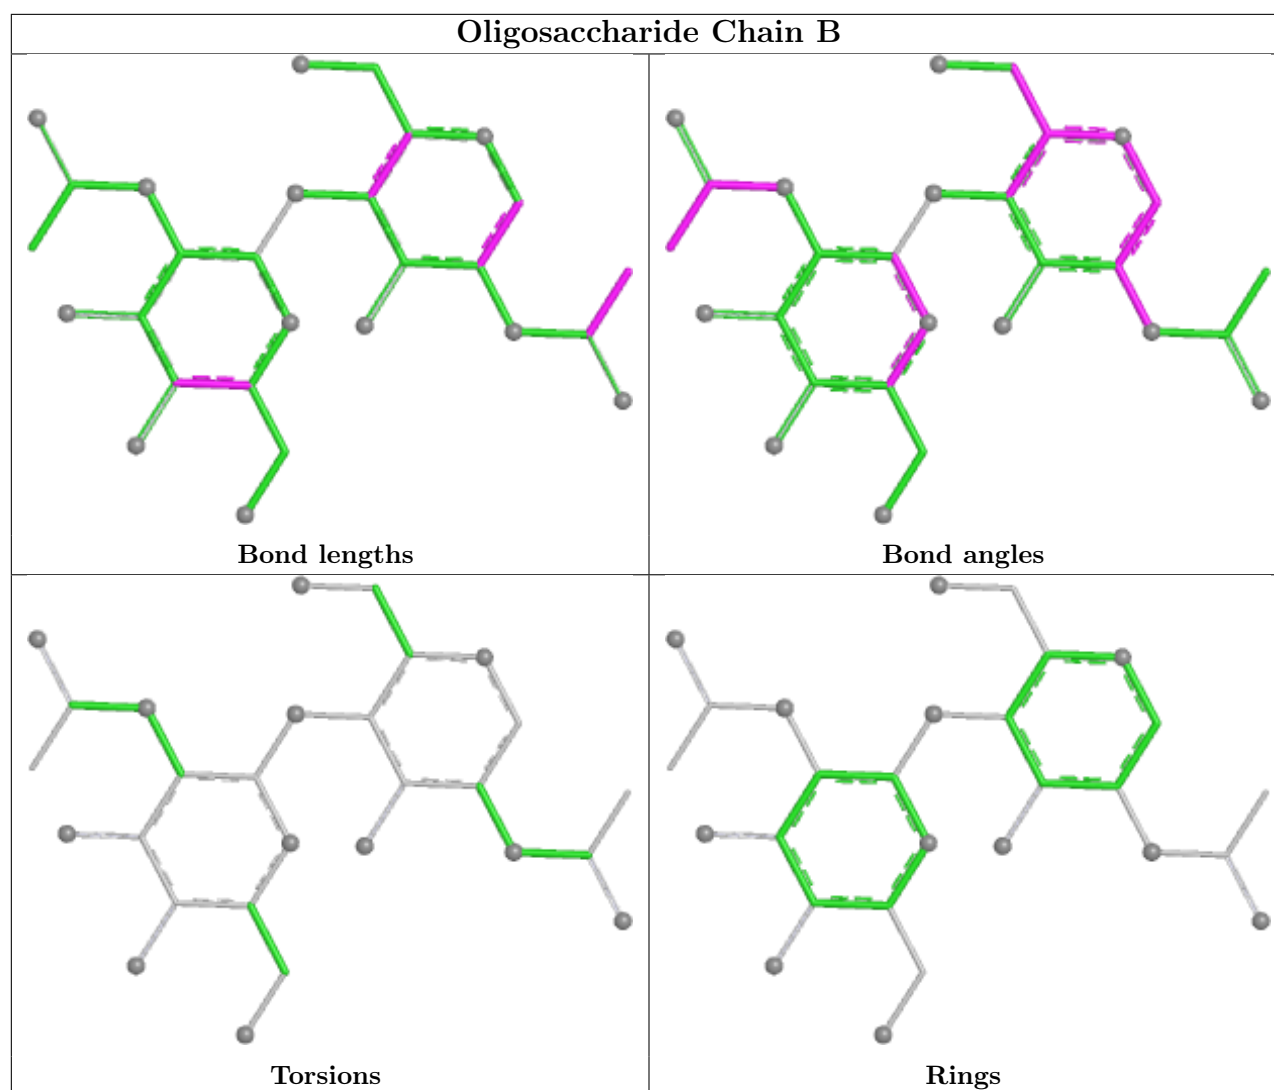 Oligosaccharide Chain B
Bond lengths
Bond angles
Torsions
Rings